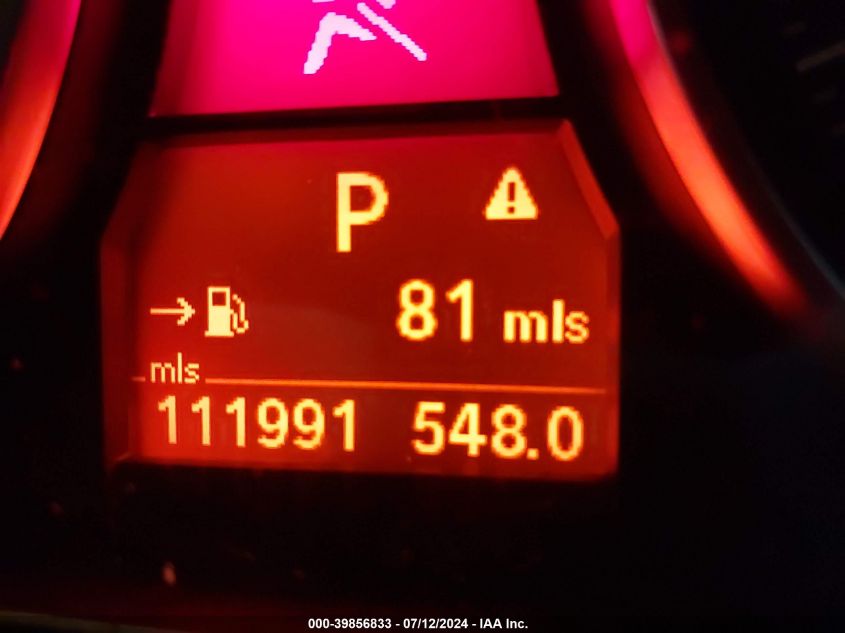 P
81 mls
mls
111991 548.0
000-39856833 - 07/12/2024 - IAA Inc.